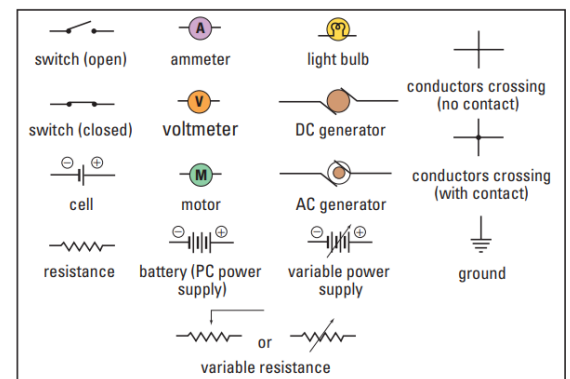 A
switch (open)
ammeter
light bulb
conductors crossing
(no contact)
V
switch (closed)
voltmeter
DC generator
conductors crossing
(with contact)
⊖ ⊕
M
cell
motor
AC generator
⊖ ⊕
⊖ ⊕
resistance
battery (PC power
supply)
variable power
supply
ground
or
variable resistance